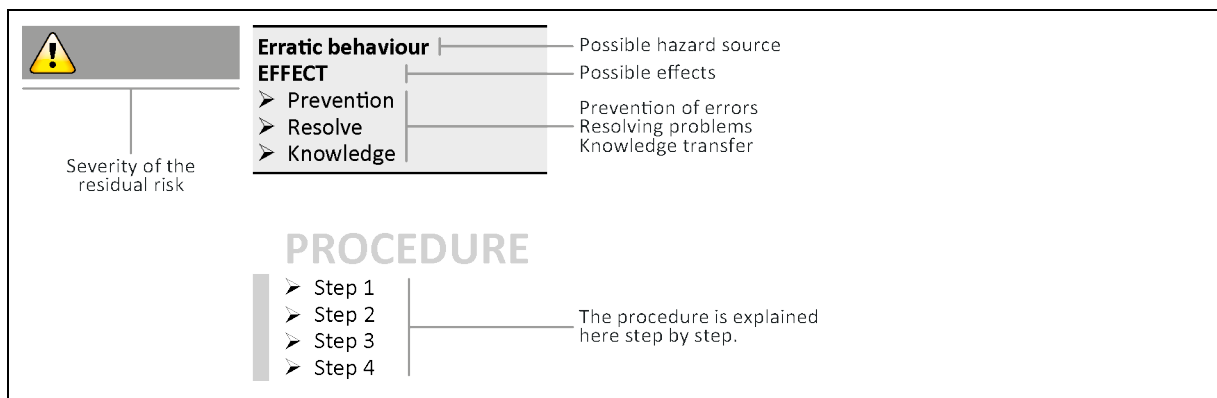 Erratic behaviour
Possible hazard source
EFFECT
Possible effects
➢ Prevention
➢ Resolve
➢ Knowledge
Prevention of errors
Resolving problems
Knowledge transfer
Severity of the
residual risk
PROCEDURE
➢ Step 1
➢ Step 2
➢ Step 3
➢ Step 4
The procedure is explained
here step by step.